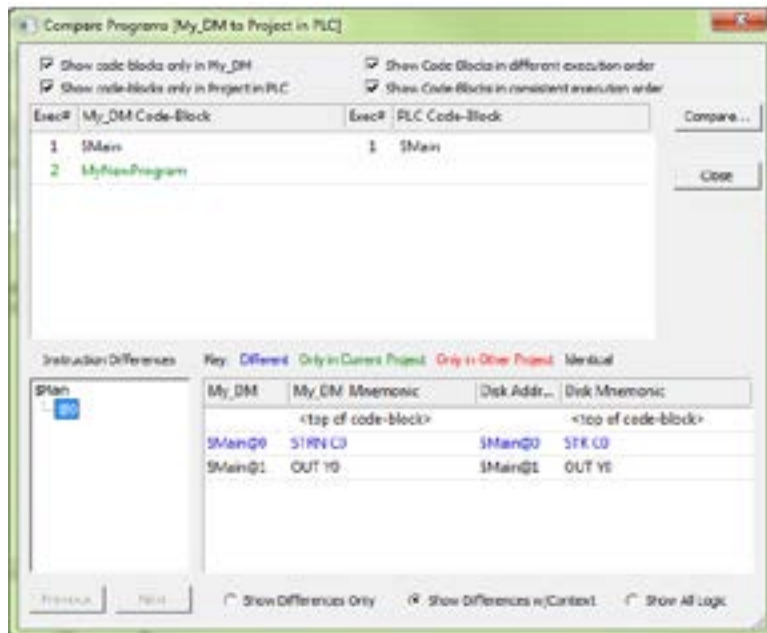 Compare Programs [My_DM to Project in PLC]
Show code blocks only in My_DM Show Code Blocks in different execution order
Show code-blocks only in Project in PLC Show Code Blocks in consistent execution order
Exec# My_DM Code-Block Exec# PLC Code-Block Compare...
1 $Main 1 $Main
2 MyNewProgram
Close
Instruction Differences Key: Different Only in Current Project Only in Other Project Identical
$Main My_DM My_DM Mnemonic Disk Addr... Disk Mnemonic
@0 <top of code-block> <top of code-block>
$Main@0 STRN C0 $Main@0 STR C0
$Main@1 OUT Y0 $Main@1 OUT Y0
Previous Next Show Differences Only Show Differences w/Context Show All Logic